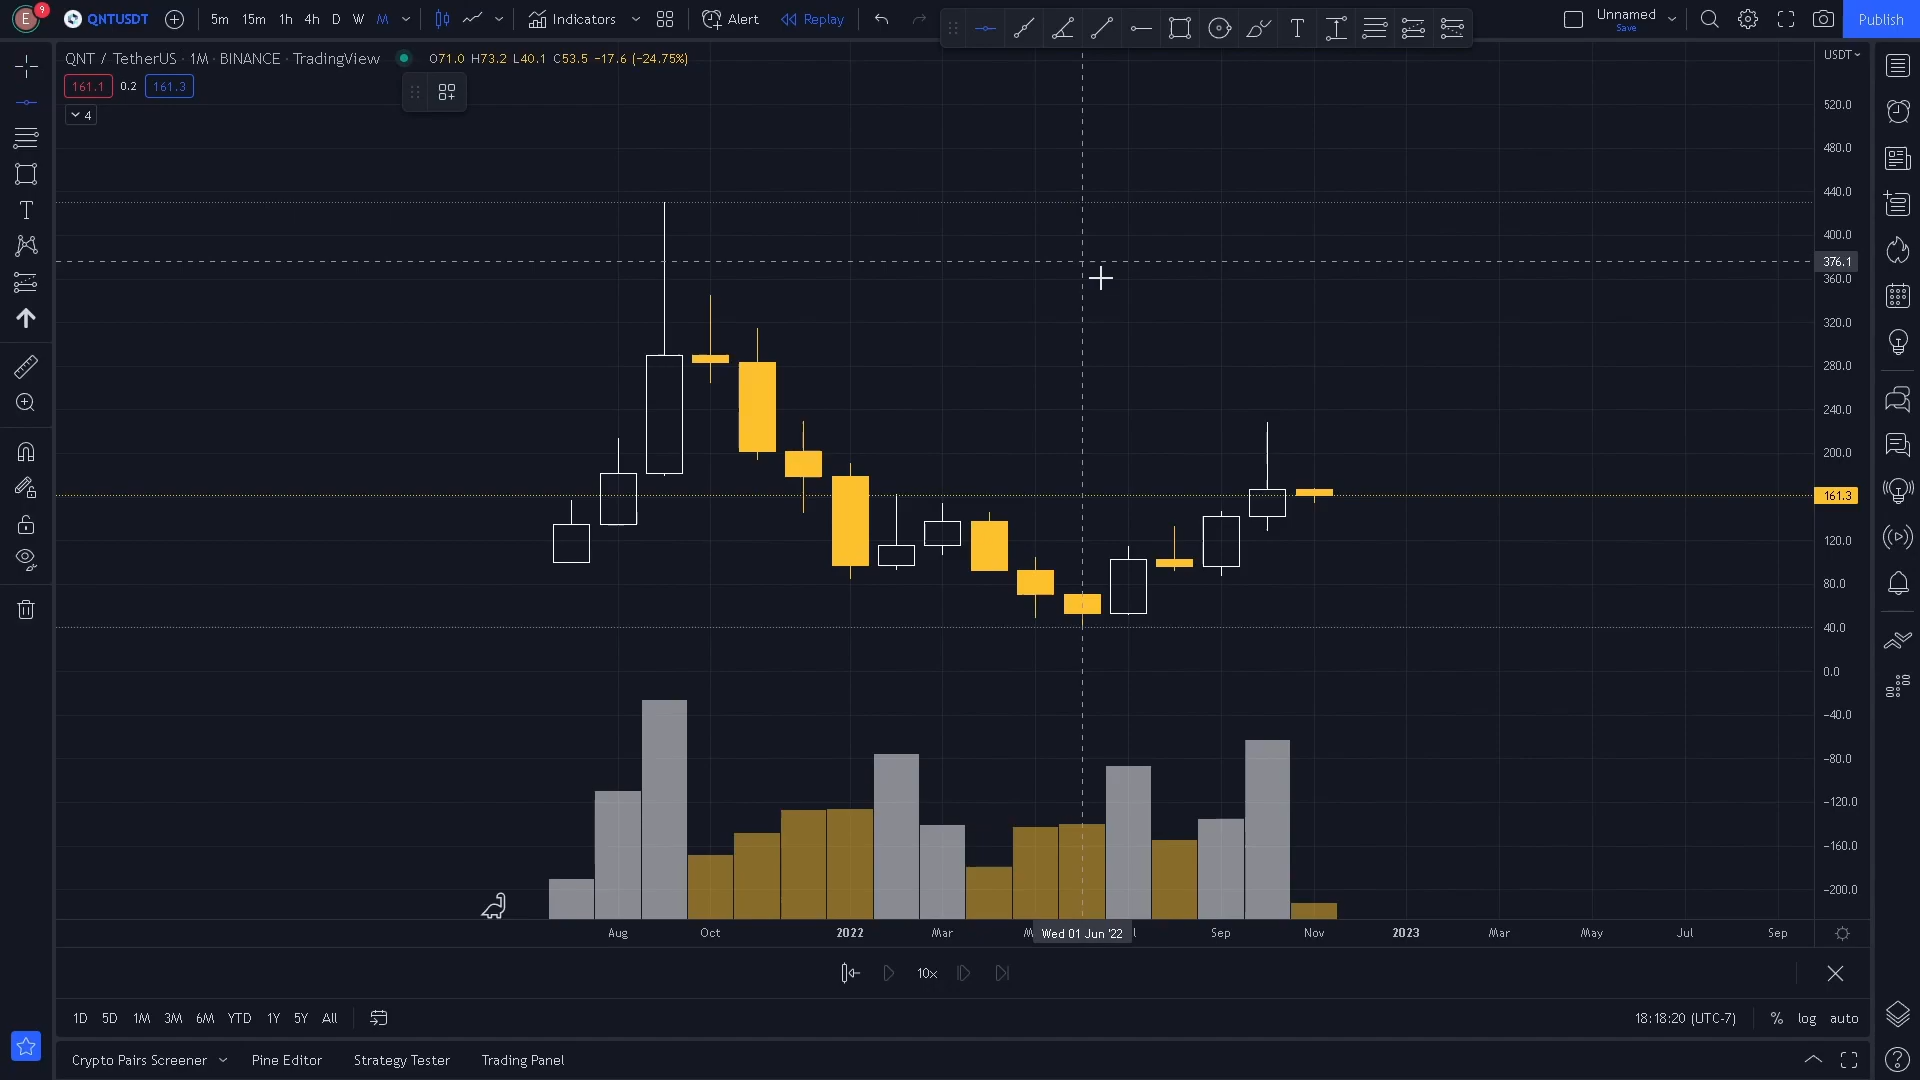 E 9 QNTUSDT 5m 15m 1h 4h D W M Indicators Alert Replay T Unnamed Save Publish
QNT / TetherUS · 1M · BINANCE · TradingView O71.0 H73.2 L40.1 C53.5 −17.6 (−24.75%) USDT
161.1 0.2 161.3
4
520.0
480.0
440.0
400.0
376.1
360.0
320.0
280.0
240.0
200.0
161.3
120.0
80.0
40.0
0.0
−40.0
−80.0
−120.0
−160.0
−200.0
T
Aug Oct 2022 Mar Wed 01 Jun '22 Sep Nov 2023 Mar May Jul Sep
10x
1D 5D 1M 3M 6M YTD 1Y 5Y All 18:18:20 (UTC-7) % log auto
Crypto Pairs Screener Pine Editor Strategy Tester Trading Panel